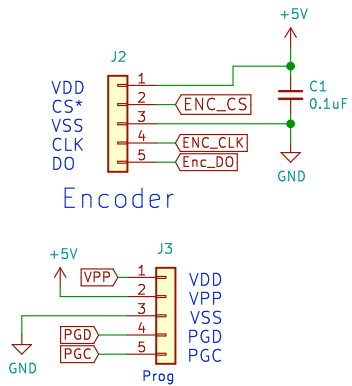 +5V
J2
VDD 1
CS* 2 ENC_CS
VSS 3
CLK 4 ENC_CLK
DO 5 Enc_DO
C1
0.1uF
GND
Encoder
J3
+5V
VPP 1 VDD
2 VPP
3 VSS
PGD 4 PGD
PGC 5 PGC
GND
Prog